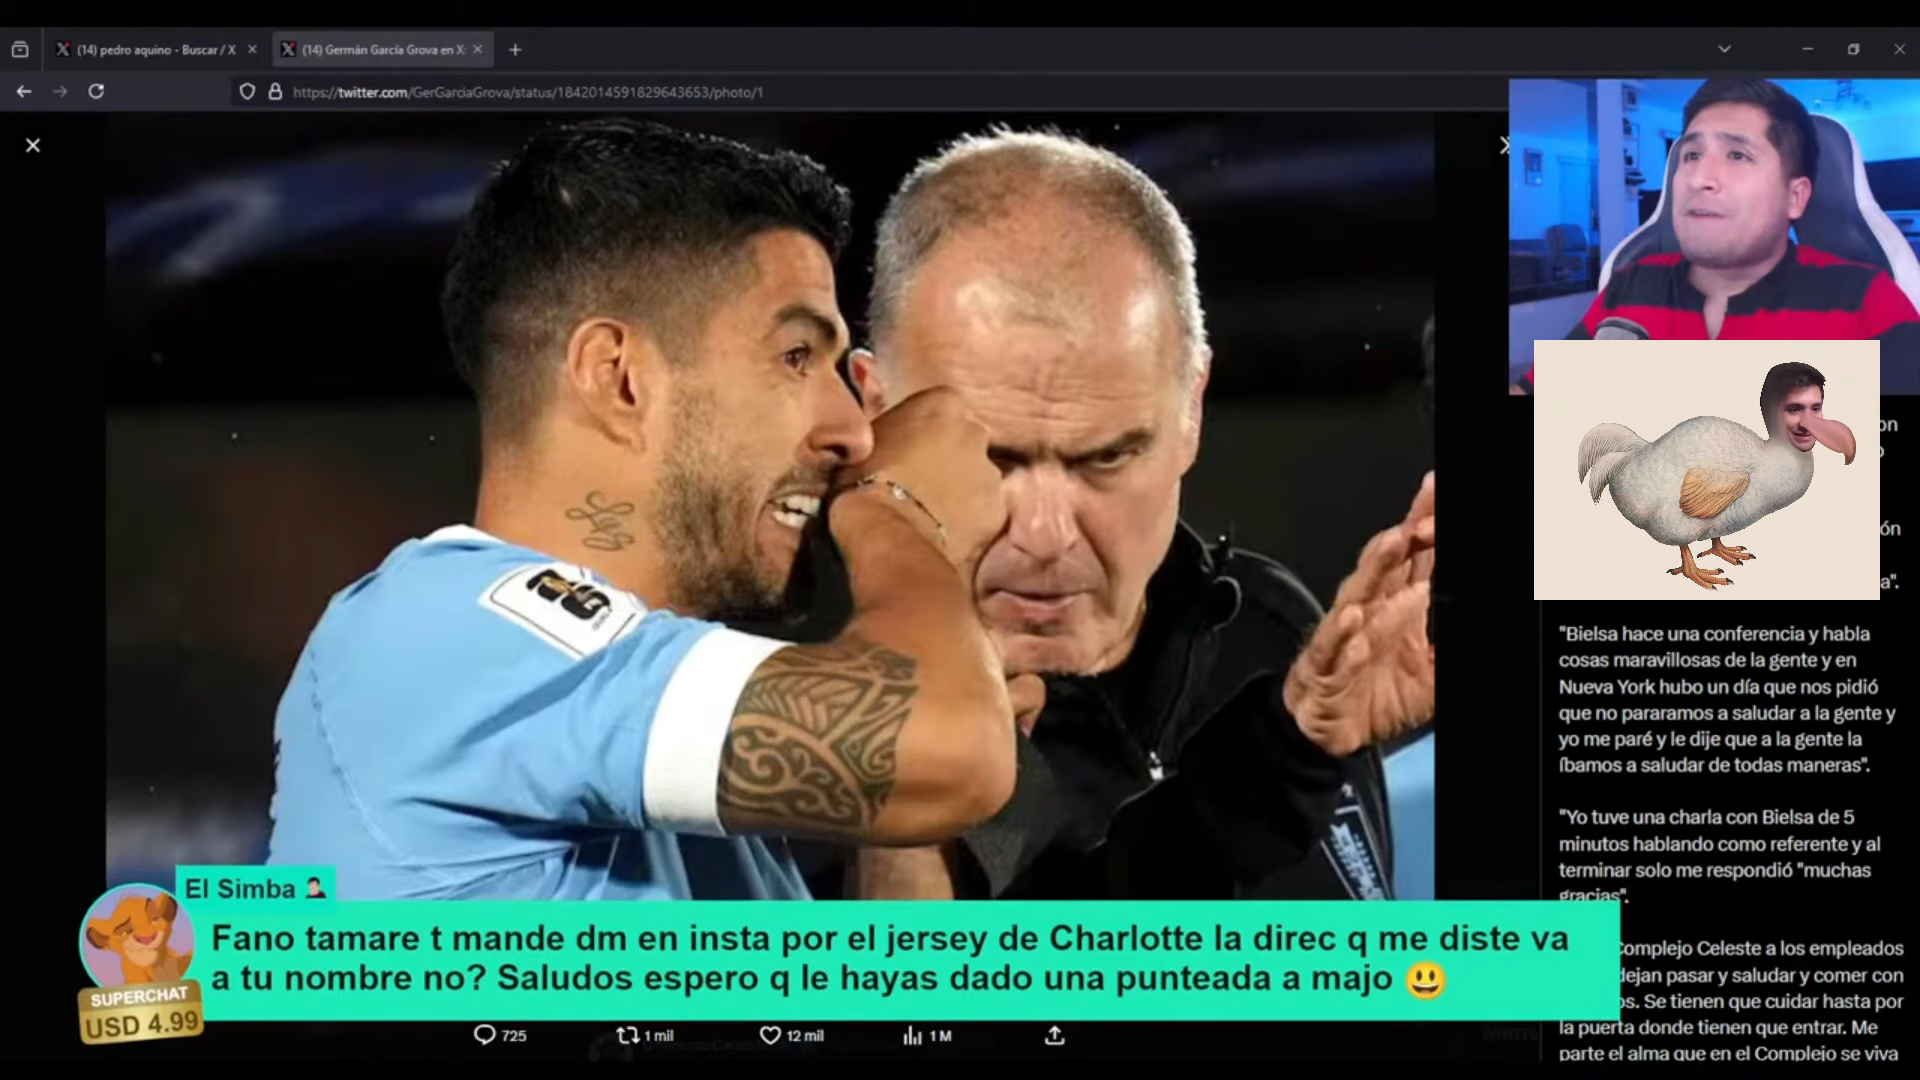 (14) pedro aquino - Buscar / X
(14) Germán García Grova en X:
https://twitter.com/GerGarciaGrova/status/1842014591829643653/photo/1
on
ón
a".
"Bielsa hace una conferencia y habla
cosas maravillosas de la gente y en
Nueva York hubo un día que nos pidió
que no pararamos a saludar a la gente y
yo me paré y le dije que a la gente la
íbamos a saludar de todas maneras".
"Yo tuve una charla con Bielsa de 5
minutos hablando como referente y al
terminar solo me respondió "muchas
gracias".
Complejo Celeste a los empleados
dejan pasar y saludar y comer con
os. Se tienen que cuidar hasta por
la puerta donde tienen que entrar. Me
parte el alma que en el Complejo se viva
El Simba
Fano tamare t mande dm en insta por el jersey de Charlotte la direc q me diste va
a tu nombre no? Saludos espero q le hayas dado una punteada a majo 😃
SUPERCHAT
USD 4.99
725
1 mil
12 mil
1 M